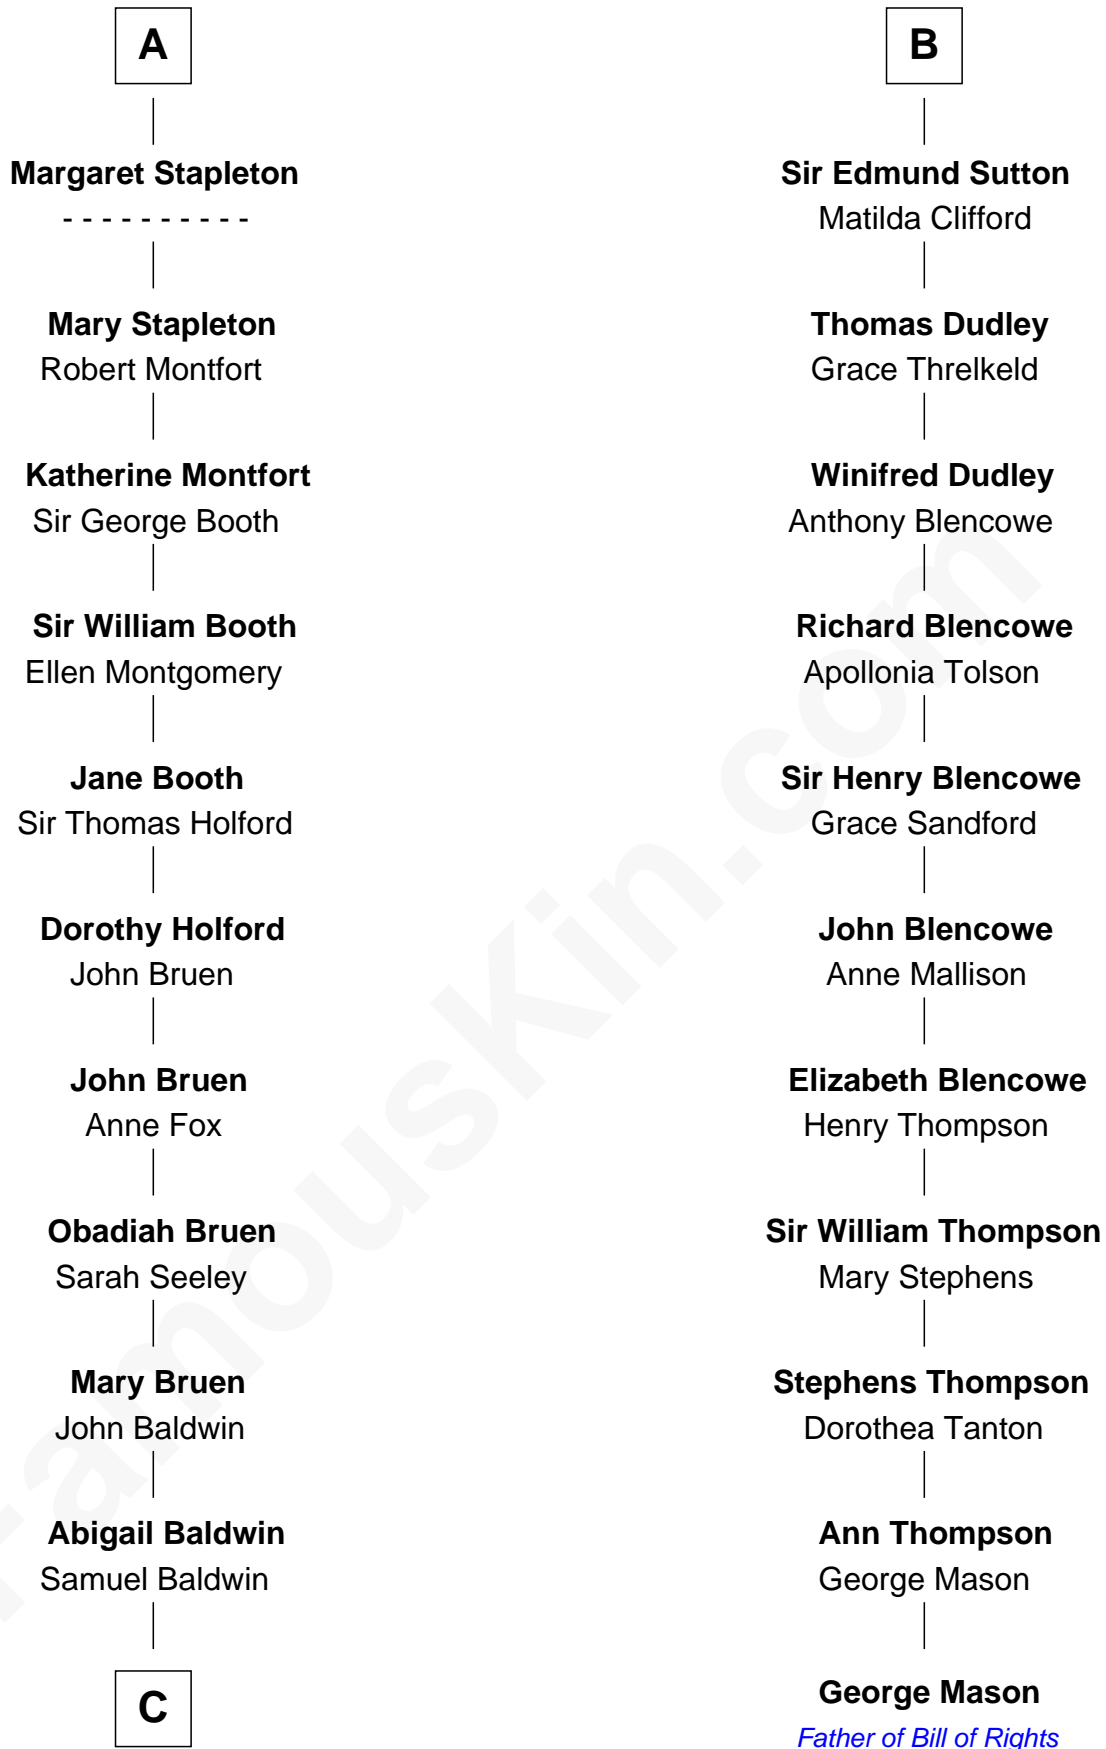 A
Margaret Stapleton
- - - - - - - - - -
Mary Stapleton
Robert Montfort
Katherine Montfort
Sir George Booth
Sir William Booth
Ellen Montgomery
Jane Booth
Sir Thomas Holford
Dorothy Holford
John Bruen
John Bruen
Anne Fox
Obadiah Bruen
Sarah Seeley
Mary Bruen
John Baldwin
Abigail Baldwin
Samuel Baldwin
C
B
Sir Edmund Sutton
Matilda Clifford
Thomas Dudley
Grace Threlkeld
Winifred Dudley
Anthony Blencowe
Richard Blencowe
Apollonia Tolson
Sir Henry Blencowe
Grace Sandford
John Blencowe
Anne Mallison
Elizabeth Blencowe
Henry Thompson
Sir William Thompson
Mary Stephens
Stephens Thompson
Dorothea Tanton
Ann Thompson
George Mason
George Mason
Father of Bill of Rights
FamousKin.com